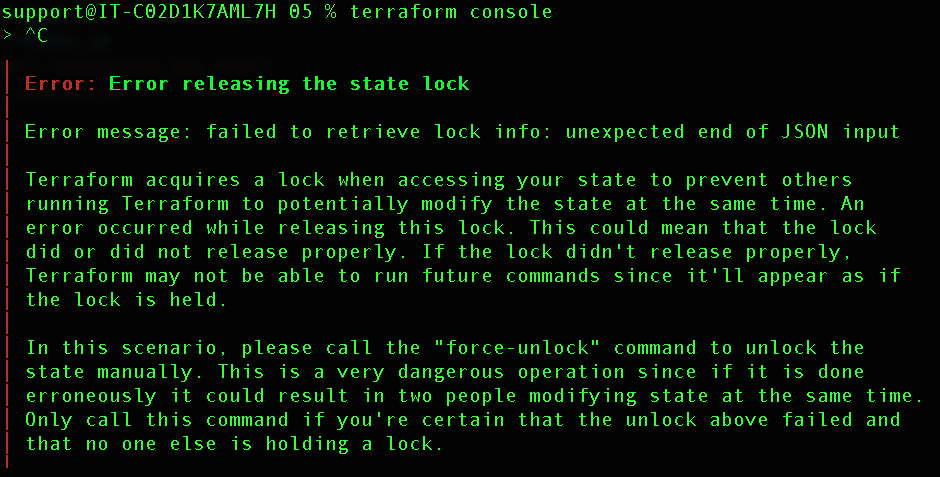 support@IT-C02D1K7AML7H 05 % terraform console
> ^C
Error: Error releasing the state lock
Error message: failed to retrieve lock info: unexpected end of JSON input
Terraform acquires a lock when accessing your state to prevent others
running Terraform to potentially modify the state at the same time. An
error occurred while releasing this lock. This could mean that the lock
did or did not release properly. If the lock didn't release properly,
Terraform may not be able to run future commands since it'll appear as if
the lock is held.
In this scenario, please call the "force-unlock" command to unlock the
state manually. This is a very dangerous operation since if it is done
erroneously it could result in two people modifying state at the same time.
Only call this command if you're certain that the unlock above failed and
that no one else is holding a lock.